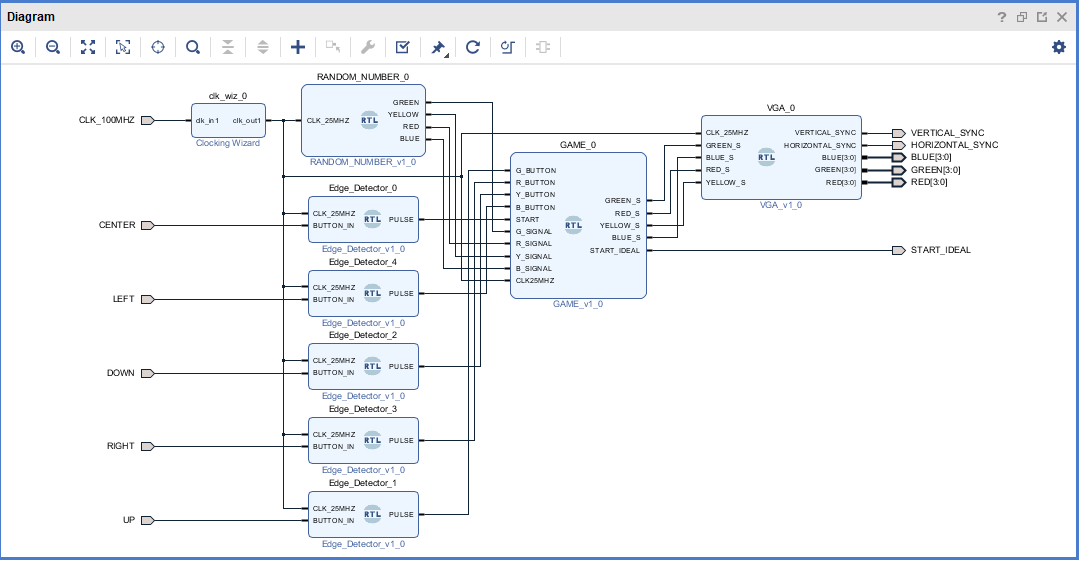 Diagram
RANDOM_NUMBER_0
clk_wiz_0
CLK_100MHZ
clk_in1 clk_out1
Clocking Wizard
CLK_25MHZ
RTL
GREEN
YELLOW
RED
BLUE
RANDOM_NUMBER_v1_0
Edge_Detector_0
CENTER
CLK_25MHZ
BUTTON_IN
RTL
PULSE
Edge_Detector_v1_0
Edge_Detector_4
LEFT
CLK_25MHZ
BUTTON_IN
RTL
PULSE
Edge_Detector_v1_0
Edge_Detector_2
DOWN
CLK_25MHZ
BUTTON_IN
RTL
PULSE
Edge_Detector_v1_0
Edge_Detector_3
RIGHT
CLK_25MHZ
BUTTON_IN
RTL
PULSE
Edge_Detector_v1_0
Edge_Detector_1
UP
CLK_25MHZ
BUTTON_IN
RTL
PULSE
Edge_Detector_v1_0
GAME_0
G_BUTTON
R_BUTTON
Y_BUTTON
B_BUTTON
START
G_SIGNAL
R_SIGNAL
Y_SIGNAL
B_SIGNAL
CLK25MHZ
RTL
GREEN_S
RED_S
YELLOW_S
BLUE_S
START_IDEAL
GAME_v1_0
VGA_0
CLK_25MHZ
GREEN_S
BLUE_S
RED_S
YELLOW_S
RTL
VERTICAL_SYNC
HORIZONTAL_SYNC
BLUE[3:0]
GREEN[3:0]
RED[3:0]
VGA_v1_0
VERTICAL_SYNC
HORIZONTAL_SYNC
BLUE[3:0]
GREEN[3:0]
RED[3:0]
START_IDEAL